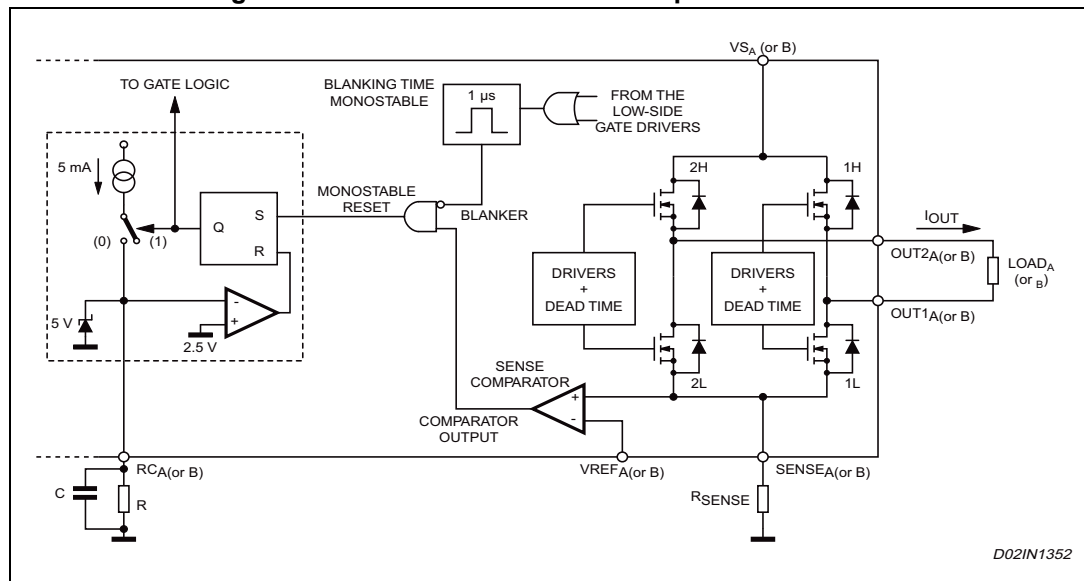 VSA (or B)
TO GATE LOGIC
BLANKING TIME
MONOSTABLE
1 µs
FROM THE
LOW-SIDE
GATE DRIVERS
5 mA
(0)
(1)
Q
S
R
MONOSTABLE
RESET
BLANKER
2H
1H
IOUT
OUT2A(or B)
LOADA
(or B)
OUT1A(or B)
DRIVERS
+
DEAD TIME
DRIVERS
+
DEAD TIME
5 V
-
+
2.5 V
2L
1L
SENSE
COMPARATOR
+
-
COMPARATOR
OUTPUT
RCA(or B)
VREFA(or B)
SENSEA(or B)
C
R
RSENSE
D02IN1352